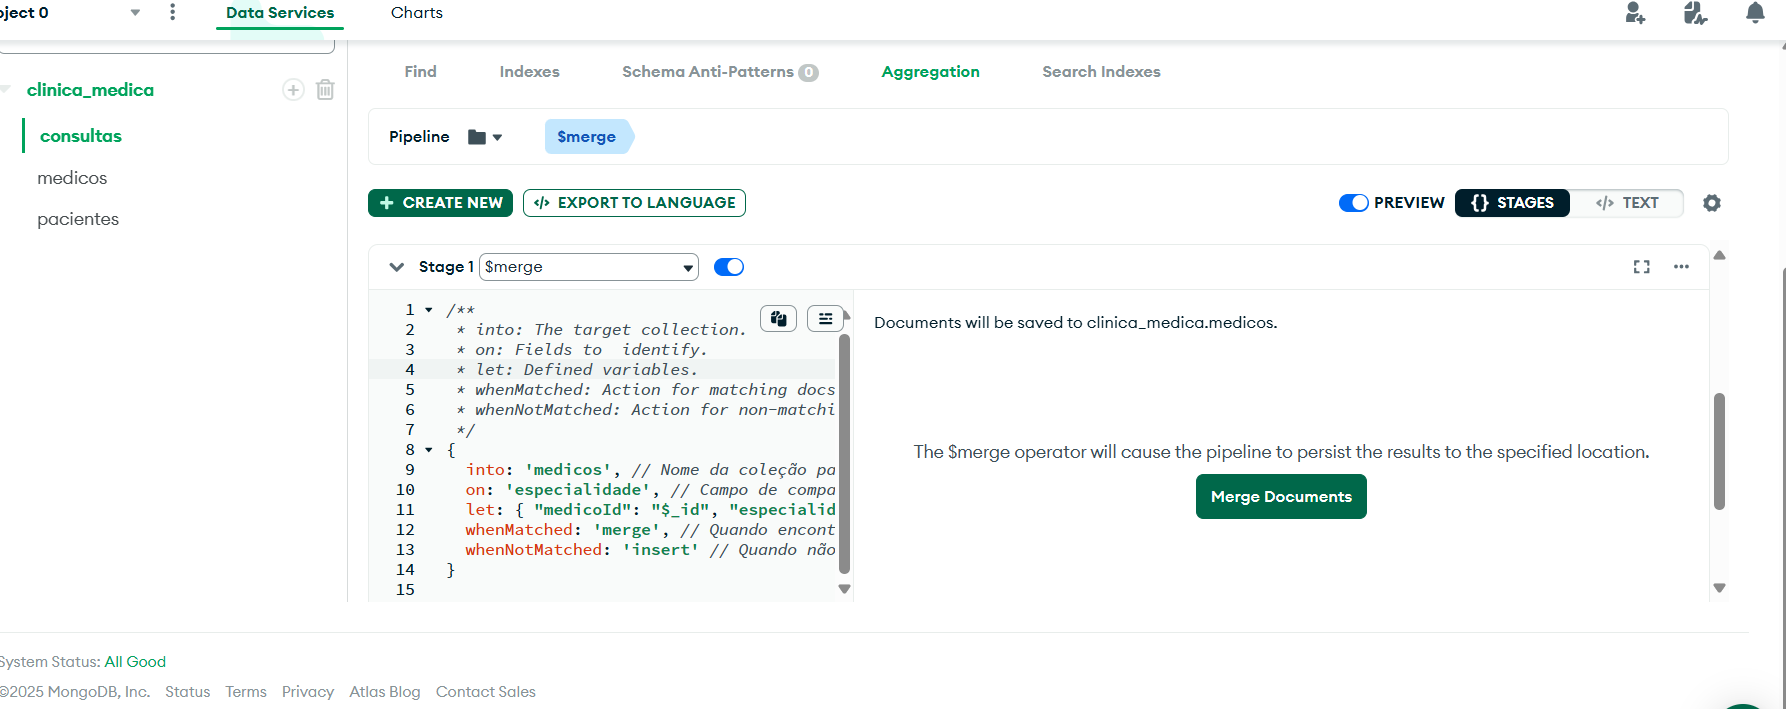 Data Services
Charts
clinica_medica
consultas
medicos
pacientes
Find
Indexes
Schema Anti-Patterns 0
Aggregation
Search Indexes
Pipeline
$merge
+ CREATE NEW
</> EXPORT TO LANGUAGE
PREVIEW
{} STAGES
</> TEXT
Stage 1
$merge
1 /**
2 * into: The target collection.
3 * on: Fields to  identify.
4 * let: Defined variables.
5 * whenMatched: Action for matching docs
6 * whenNotMatched: Action for non-matchi
7 */
8 {
9 into: 'medicos', // Nome da coleção pa
10 on: 'especialidade', // Campo de compa
11 let: { "medicoId": "$_id", "especialid
12 whenMatched: 'merge', // Quando encont
13 whenNotMatched: 'insert' // Quando não
14 }
15
Documents will be saved to clinica_medica.medicos.
The $merge operator will cause the pipeline to persist the results to the specified location.
Merge Documents
System Status: All Good
©2025 MongoDB, Inc.
Status
Terms
Privacy
Atlas Blog
Contact Sales